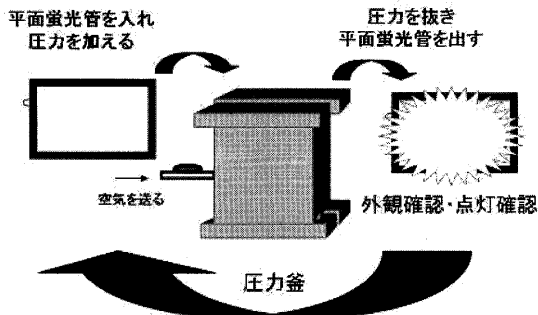 平面蛍光管を入れ
圧力を加える
圧力を抜き
平面蛍光管を出す
空気を送る
外観確認・点灯確認
圧力釜